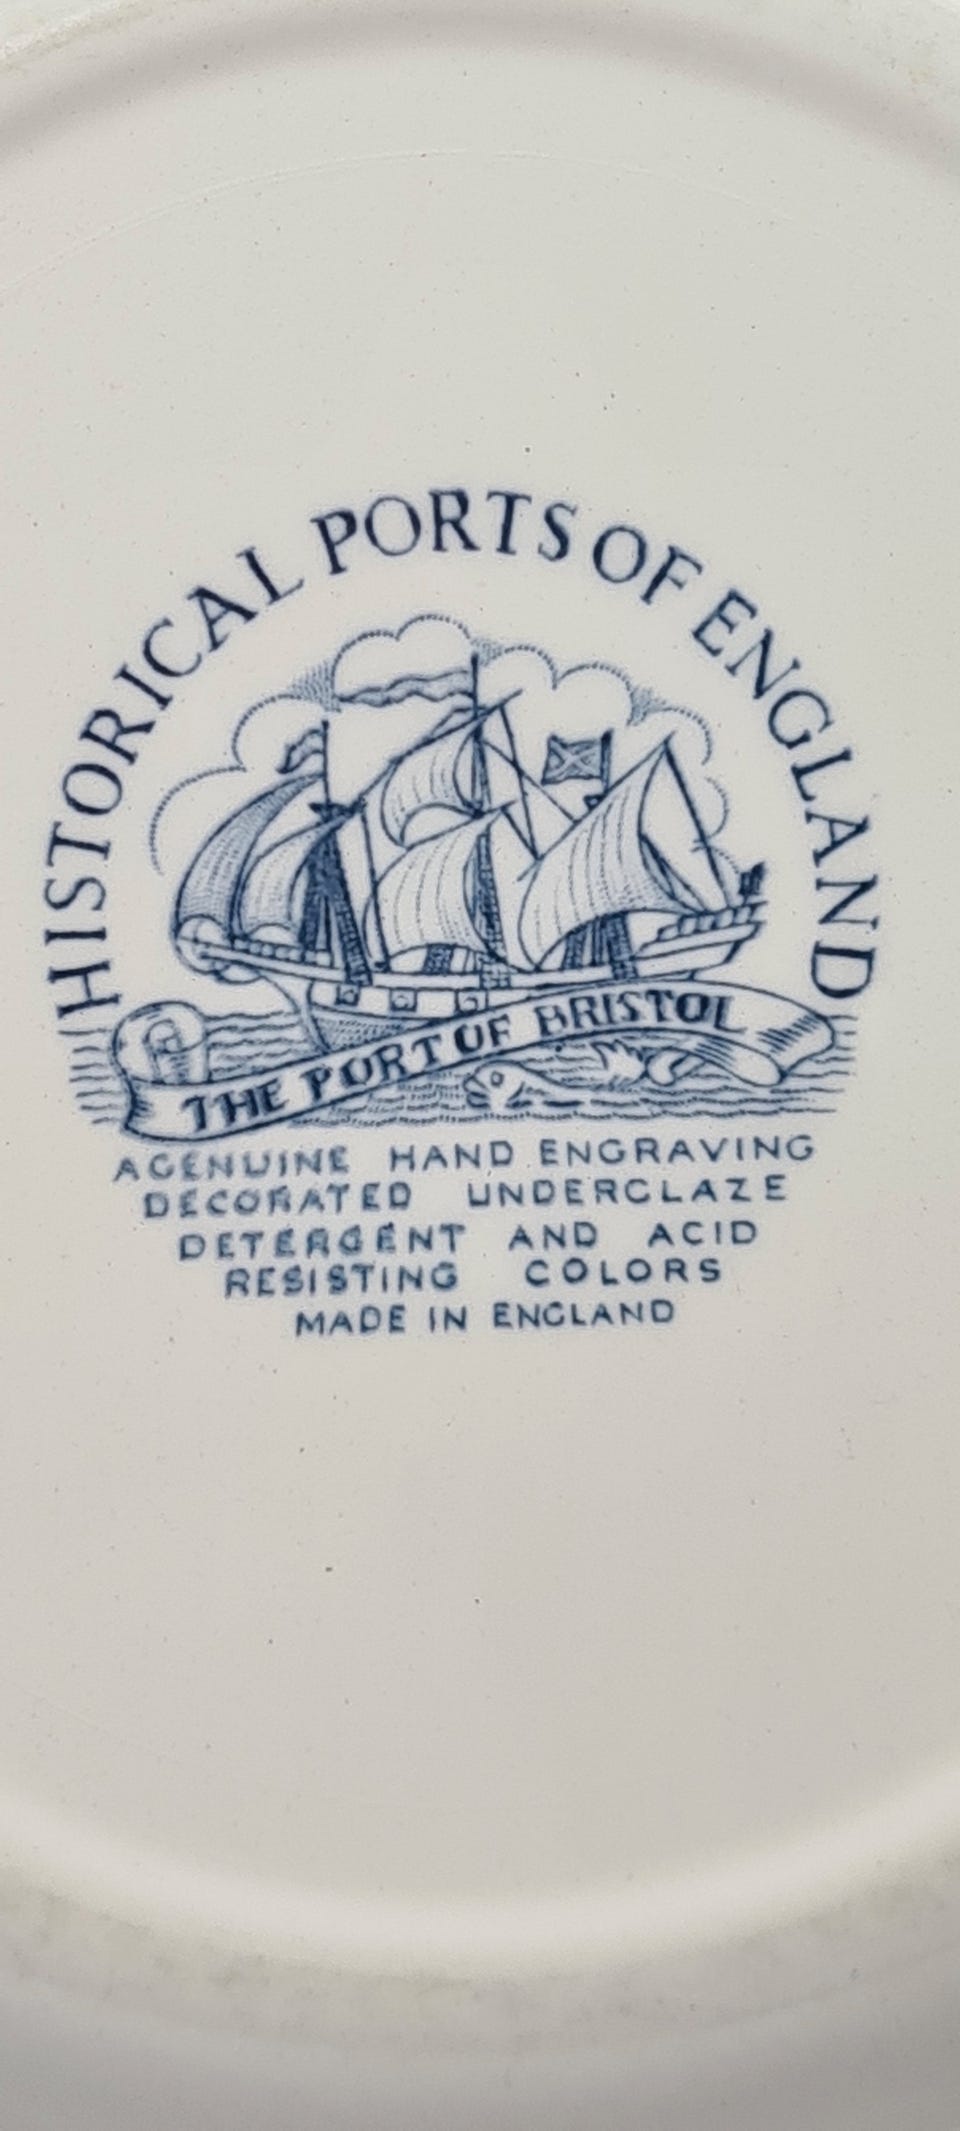 HISTORICAL PORTS OF ENGLAND
THE PORT OF BRISTOL
A GENUINE HAND ENGRAVING
DECORATED UNDERGLAZE
DETERGENT AND ACID
RESISTING COLORS
MADE IN ENGLAND